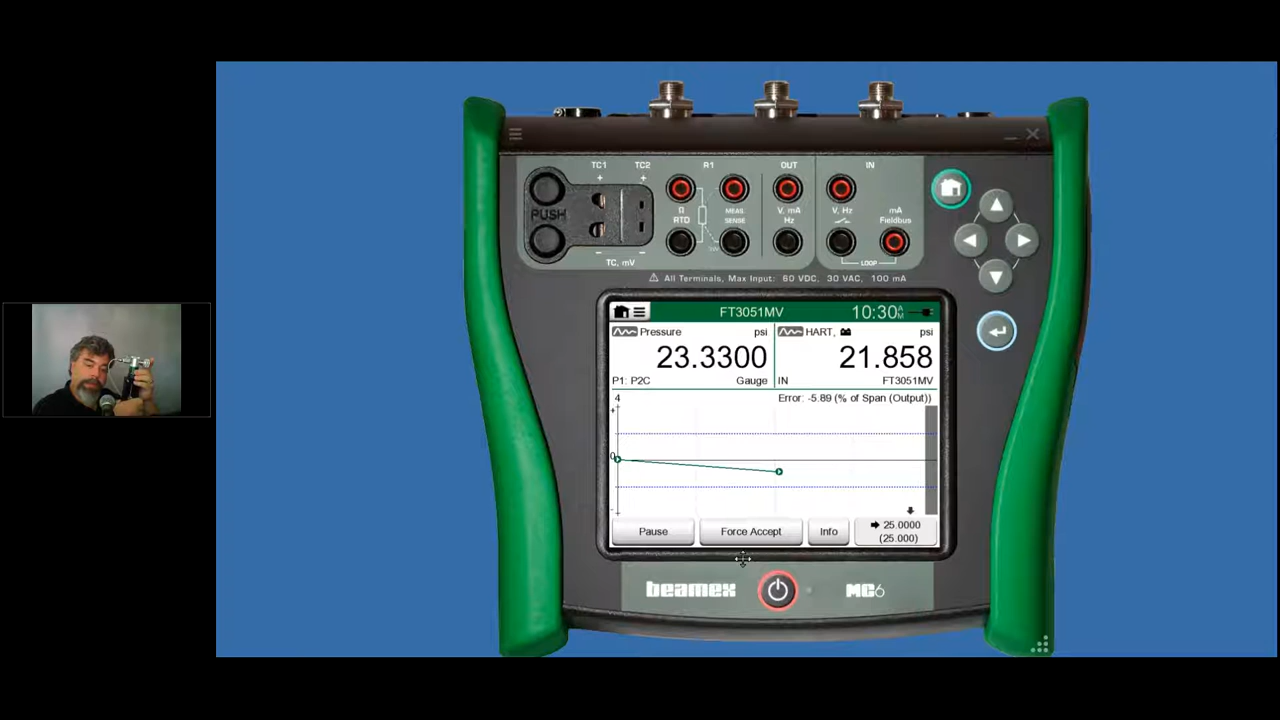 TC1
TC2
R1
OUT
IN
+
+
PUSH
Ω
RTD
MEAS.
SENSE
V, mA
Hz
V, Hz
mA
Fieldbus
LOOP
-
-
TC, mV
⚠ All Terminals, Max Input: 60 VDC, 30 VAC, 100 mA
FT3051MV
10:30 AM
Pressure
psi
HART,
psi
23.3300
21.858
P1: P2C
Gauge
IN
FT3051MV
4
Error: -5.89 (% of Span (Output))
+
0
-
Pause
Force Accept
Info
25.0000
(25.000)
beamex
MC6